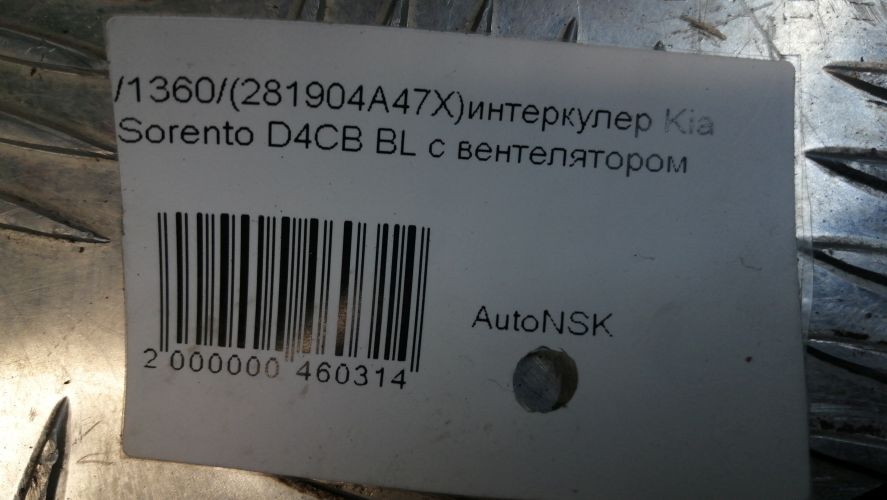 /1360/(281904A47X)интеркулер Kia
Sorento D4CB BL с вентелятором
AutoNSK
2 000000 460314